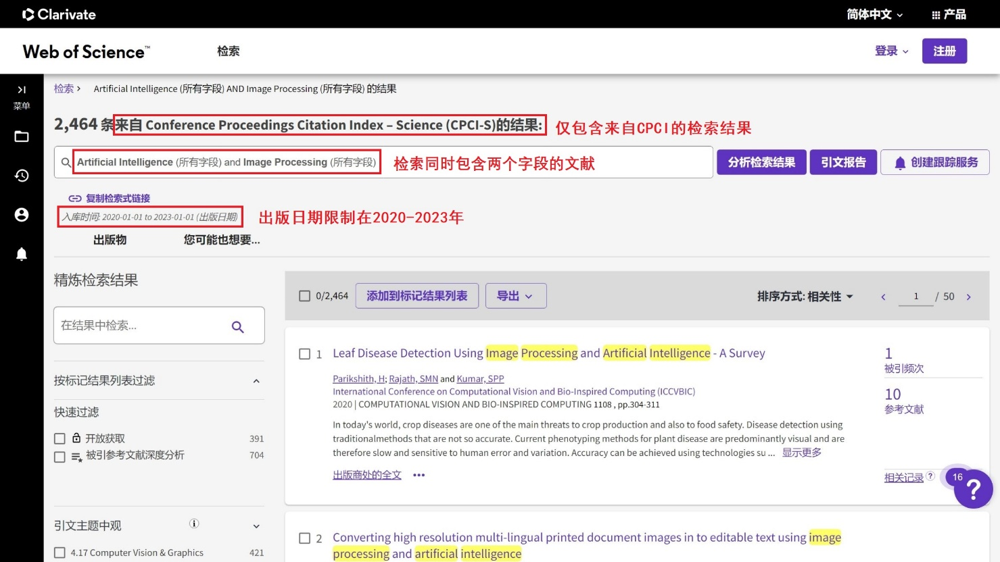 Clarivate
简体中文
产品
Web of Science™
检索
登录
注册
菜单
检索 › Artificial Intelligence (所有字段) AND Image Processing (所有字段) 的结果
2,464 条来自 Conference Proceedings Citation Index – Science (CPCI-S)的结果:
仅包含来自CPCI的检索结果
Artificial Intelligence (所有字段) and Image Processing (所有字段)
检索同时包含两个字段的文献
分析检索结果
引文报告
创建跟踪服务
复制检索式链接
入库时间: 2020-01-01 to 2023-01-01 (出版日期)
出版日期限制在2020-2023年
出版物
您可能也想要...
精炼检索结果
在结果中检索...
按标记结果列表过滤
快速过滤
开放获取 391
被引参考文献深度分析 704
引文主题中观
4.17 Computer Vision & Graphics 421
0/2,464
添加到标记结果列表
导出
排序方式: 相关性
1 / 50
1
Leaf Disease Detection Using Image Processing and Artificial Intelligence - A Survey
Parikshith, H; Rajath, SMN and Kumar, SPP
International Conference on Computational Vision and Bio-Inspired Computing (ICCVBIC)
2020 | COMPUTATIONAL VISION AND BIO-INSPIRED COMPUTING 1108 , pp.304-311
In today's world, crop diseases are one of the main threats to crop production and also to food safety. Disease detection using
traditionalmethods that are not so accurate. Current phenotyping methods for plant disease are predominantly visual and are
therefore slow and sensitive to human error and variation. Accuracy can be achieved using technologies su ... 显示更多
出版商处的全文
•••
1
被引频次
10
参考文献
相关记录 ?
16
?
2
Converting high resolution multi-lingual printed document images in to editable text using image
processing and artificial intelligence